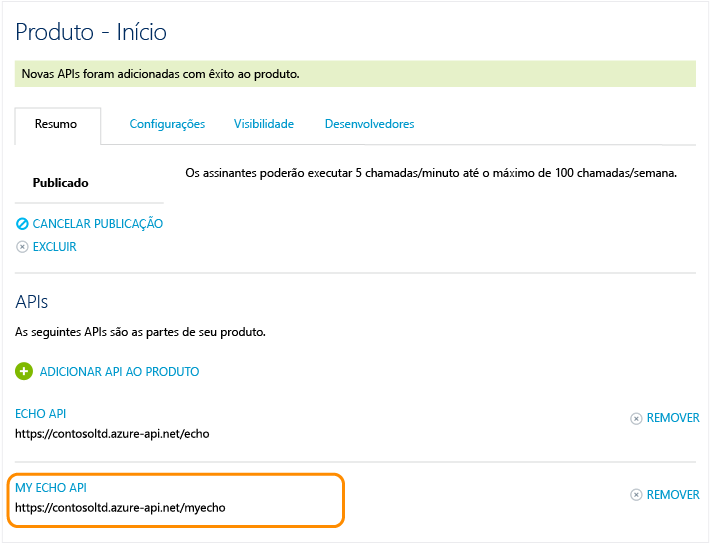 Produto - Início
Novas APIs foram adicionadas com êxito ao produto.
Resumo Configurações Visibilidade Desenvolvedores
Publicado
Os assinantes poderão executar 5 chamadas/minuto até o máximo de 100 chamadas/semana.
CANCELAR PUBLICAÇÃO
EXCLUIR
APIs
As seguintes APIs são as partes de seu produto.
ADICIONAR API AO PRODUTO
ECHO API
https://contosoltd.azure-api.net/echo
REMOVER
MY ECHO API
https://contosoltd.azure-api.net/myecho
REMOVER